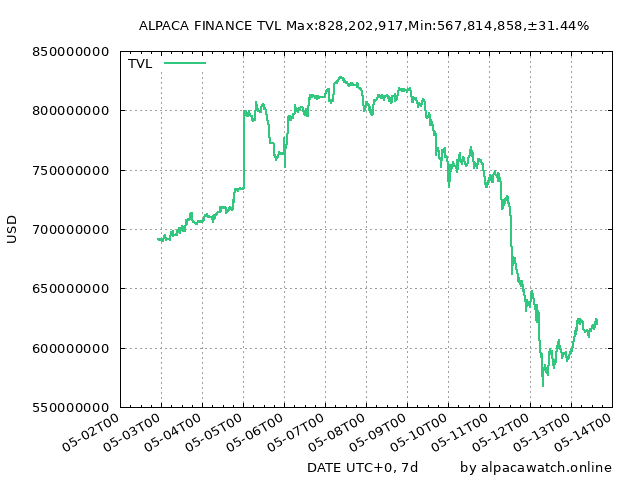 ALPACA FINANCE TVL Max:828,202,917,Min:567,814,858,±31.44%
TVL
850000000
800000000
750000000
700000000
650000000
600000000
550000000
USD
05-02T00
05-03T00
05-04T00
05-05T00
05-06T00
05-07T00
05-08T00
05-09T00
05-10T00
05-11T00
05-12T00
05-13T00
05-14T00
DATE UTC+0, 7d by alpacawatch.online